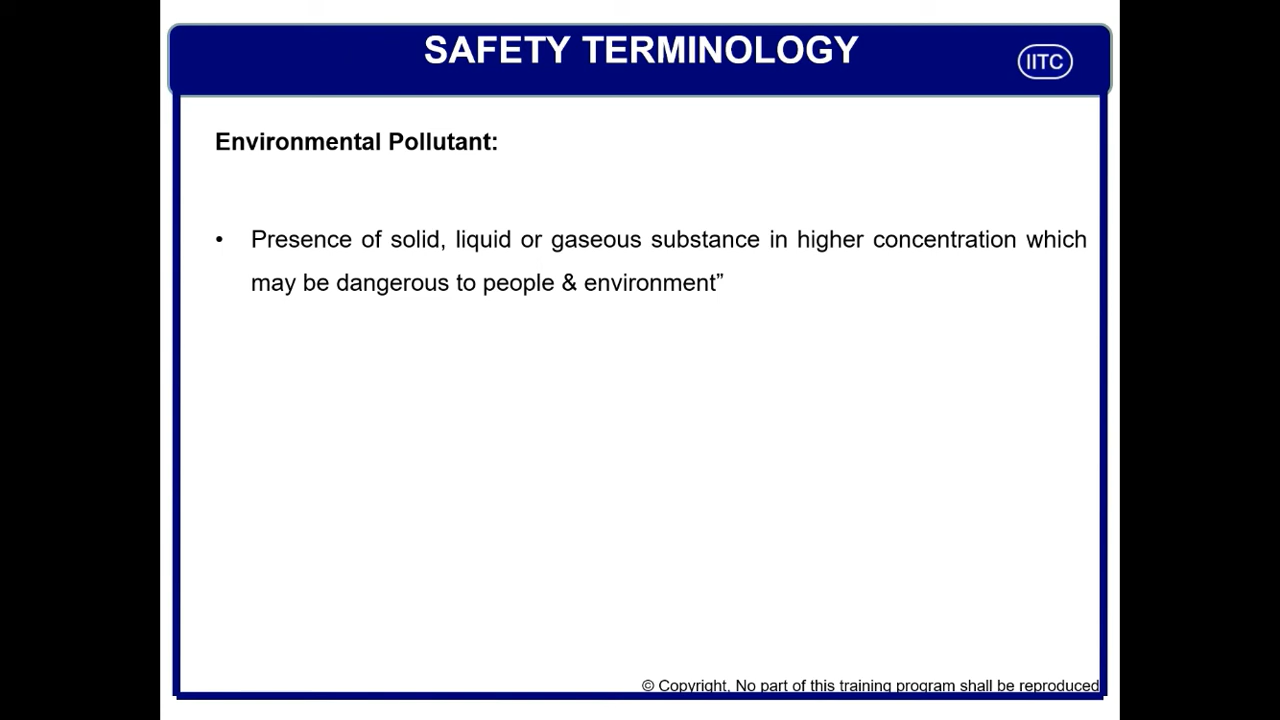 SAFETY TERMINOLOGY
IITC
Environmental Pollutant:
• Presence of solid, liquid or gaseous substance in higher concentration which
may be dangerous to people & environment”
© Copyright, No part of this training program shall be reproduced